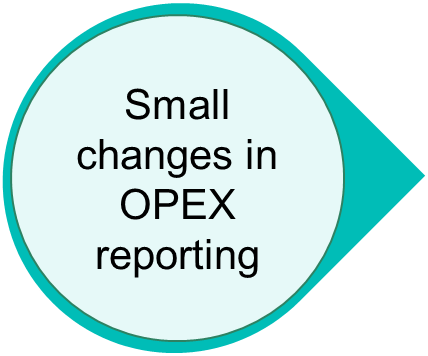 Small
changes in
OPEX
reporting